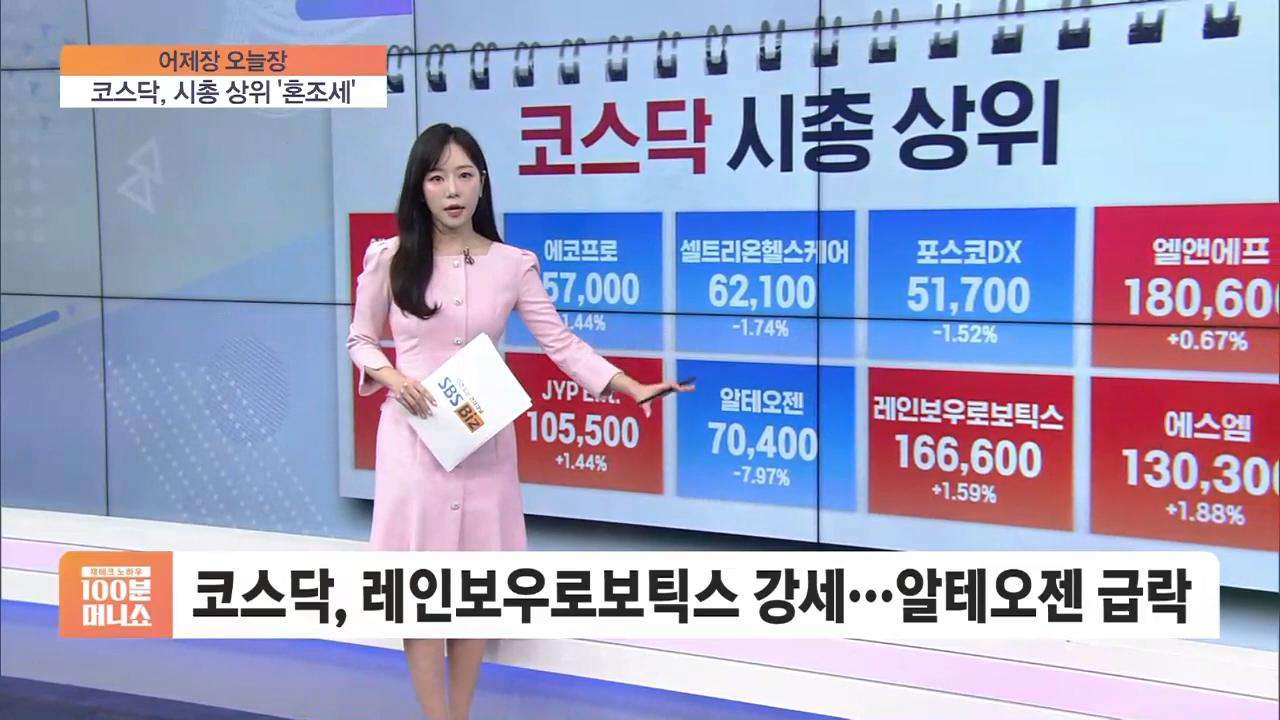 어제장 오늘장
코스닥, 시총 상위 '혼조세'
코스닥 시총 상위
에코프로
57,000
1.44%
셀트리온헬스케어
62,100
-1.74%
포스코DX
51,700
-1.52%
엘앤에프
180,60
+0.67%
JYP Ent.
105,500
+1.44%
알테오젠
70,400
-7.97%
레인보우로보틱스
166,600
+1.59%
에스엠
130,30
+1.88%
SBS Biz
재테크 노하우
100분
머니쇼
코스닥, 레인보우로보틱스 강세…알테오젠 급락